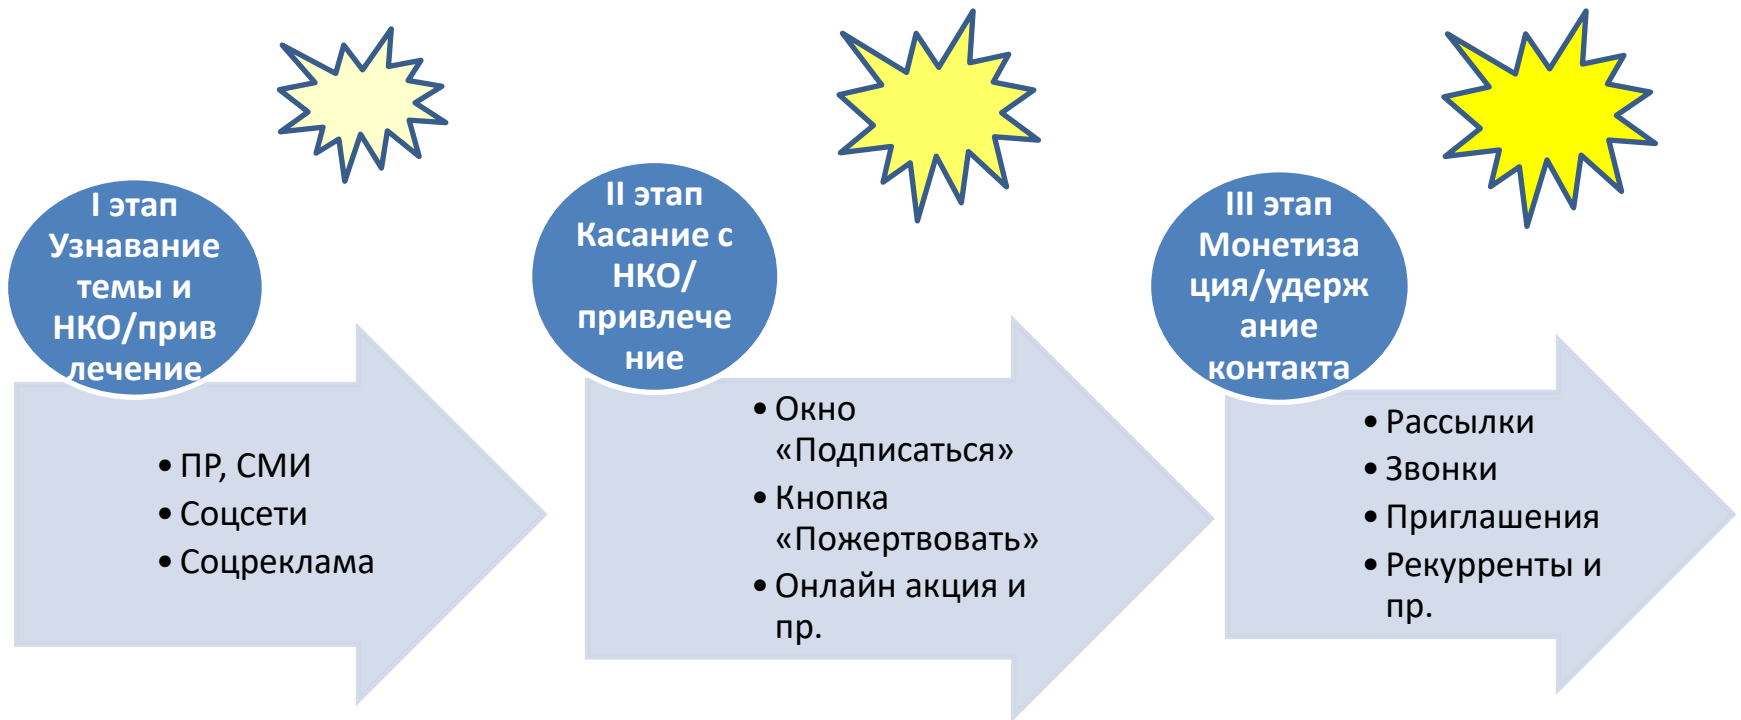 I этап
Узнавание
темы и
НКО/прив
лечение
• ПР, СМИ
• Соцсети
• Соцреклама
II этап
Касание с
НКО/
привлече
ние
• Окно
«Подписаться»
• Кнопка
«Пожертвовать»
• Онлайн акция и
пр.
III этап
Монетиза
ция/удерж
ание
контакта
• Рассылки
• Звонки
• Приглашения
• Рекурренты и
пр.